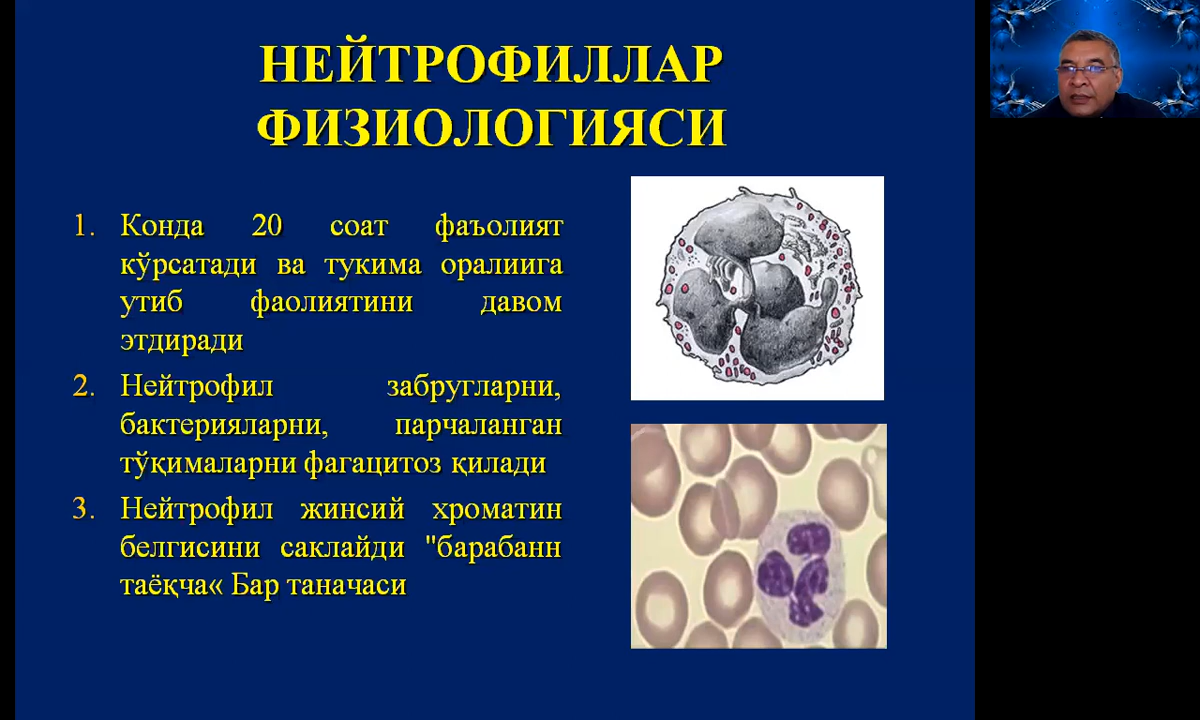 НЕЙТРОФИЛЛАР
ФИЗИОЛОГИЯСИ
1. Конда 20 соат фаъолият
кўрсатади ва тукима оралиига
утиб фаолиятини давом
этдиради
2. Нейтрофил забругларни,
бактерияларни, парчаланган
тўқималарни фагацитоз қилади
3. Нейтрофил жинсий хроматин
белгисини саклайди "барабанн
таёқча« Бар таначаси